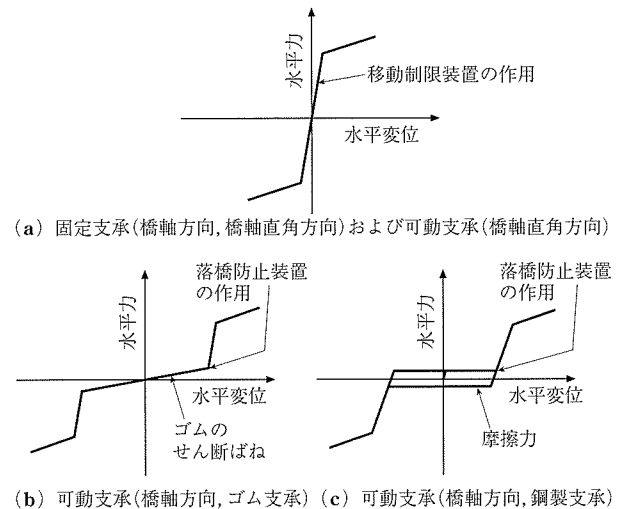 水平力
移動制限装置の作用
水平変位
(a) 固定支承(橋軸方向,橋軸直角方向)および可動支承(橋軸直角方向)
落橋防止装置
の作用
水平力
水平変位
ゴムの
せん断ばね
(b) 可動支承(橋軸方向,ゴム支承)
落橋防止装置
の作用
水平力
水平変位
摩擦力
(c) 可動支承(橋軸方向,鋼製支承)